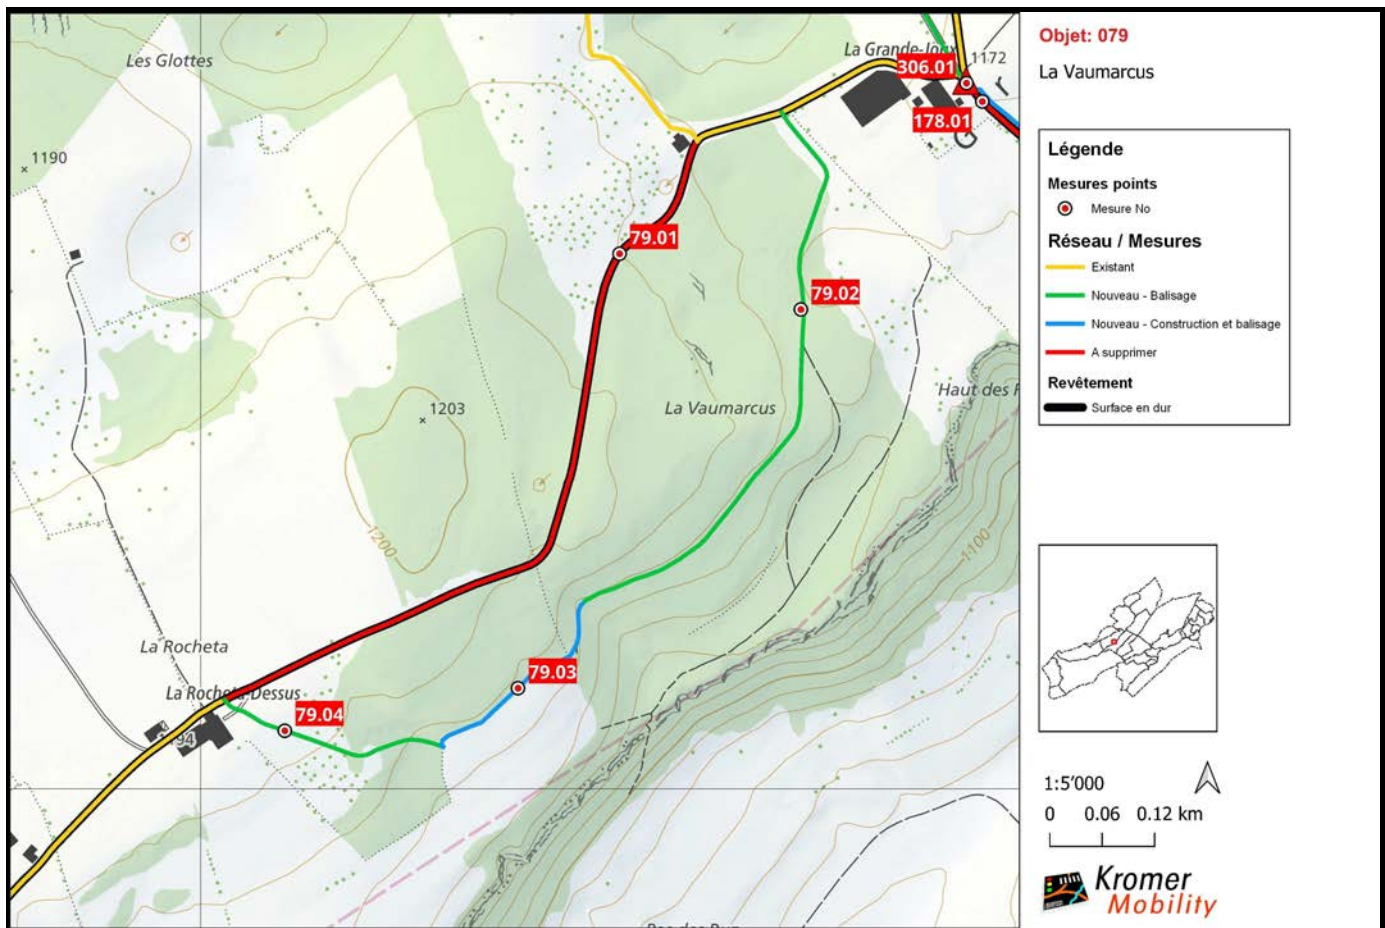 Les Glottes
La Grande-Joux
306.01
1172
178.01
1190
79.01
79.02
1203
La Vaumarcus
1200
1100
La Rocheta
La Rocheta-Dessus
79.03
79.04
Objet: 079
La Vaumarcus
Légende
Mesures points
Mesure No
Réseau / Mesures
Existant
Nouveau - Balisage
Nouveau - Construction et balisage
A supprimer
Revêtement
Surface en dur
1:5'000
0 0.06 0.12 km
Kromer
Mobility